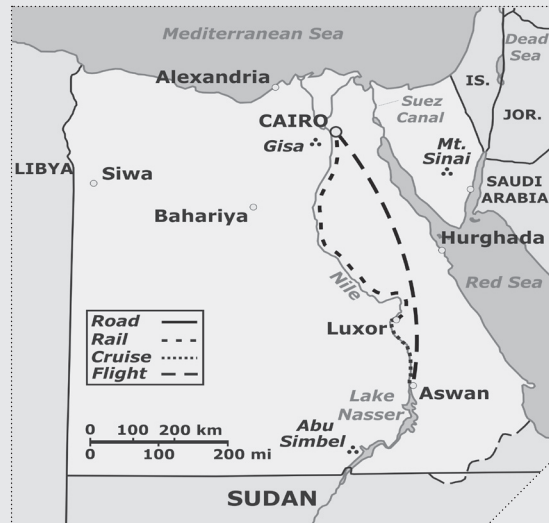 Mediterranean Sea
Dead
Sea
Alexandria
IS.
Suez
Canal
JOR.
CAIRO
Gisa
Mt.
Sinai
LIBYA
Siwa
SAUDI
ARABIA
Bahariya
Hurghada
Nile
Red Sea
Road
Rail
Cruise
Flight
Luxor
Lake
Nasser
Aswan
Abu
Simbel
0 100 200 km
0 100 200 mi
SUDAN